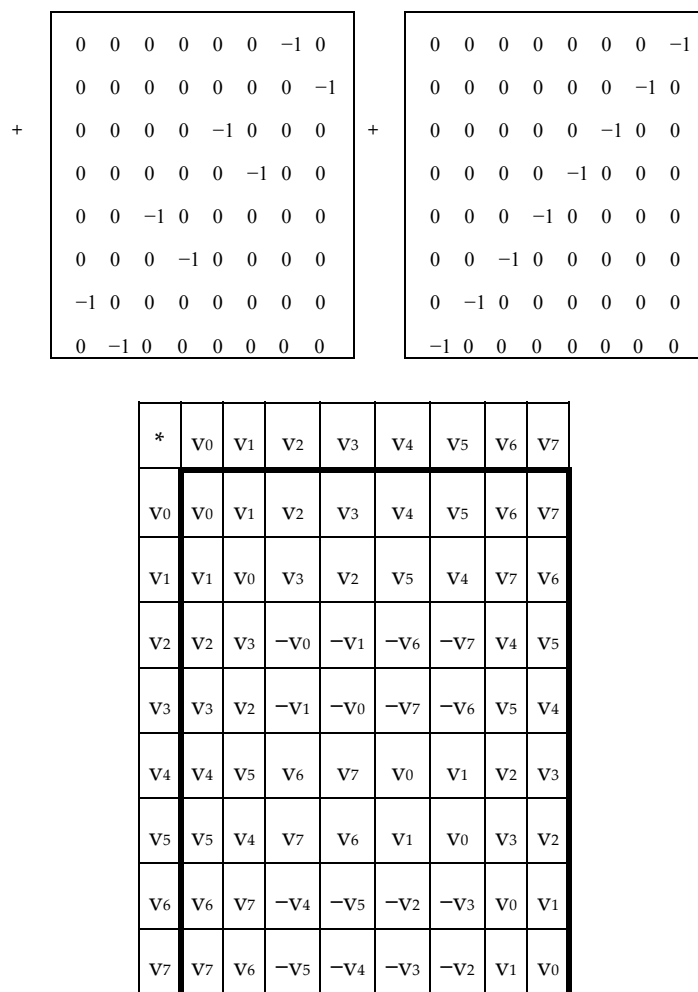 0 0 0 0 0 0 −1 0 0 0 0 0 0 0 0 −1
0 0 0 0 0 0 0 −1 0 0 0 0 0 0 −1 0
+ 0 0 0 0 −1 0 0 0 + 0 0 0 0 0 −1 0 0
0 0 0 0 0 −1 0 0 0 0 0 0 −1 0 0 0
0 0 −1 0 0 0 0 0 0 0 0 −1 0 0 0 0
0 0 0 −1 0 0 0 0 0 0 −1 0 0 0 0 0
−1 0 0 0 0 0 0 0 0 −1 0 0 0 0 0 0
0 −1 0 0 0 0 0 0 −1 0 0 0 0 0 0 0
* v0 v1 v2 v3 v4 v5 v6 v7
v0 v0 v1 v2 v3 v4 v5 v6 v7
v1 v1 v0 v3 v2 v5 v4 v7 v6
v2 v2 v3 −v0 −v1 −v6 −v7 v4 v5
v3 v3 v2 −v1 −v0 −v7 −v6 v5 v4
v4 v4 v5 v6 v7 v0 v1 v2 v3
v5 v5 v4 v7 v6 v1 v0 v3 v2
v6 v6 v7 −v4 −v5 −v2 −v3 v0 v1
v7 v7 v6 −v5 −v4 −v3 −v2 v1 v0